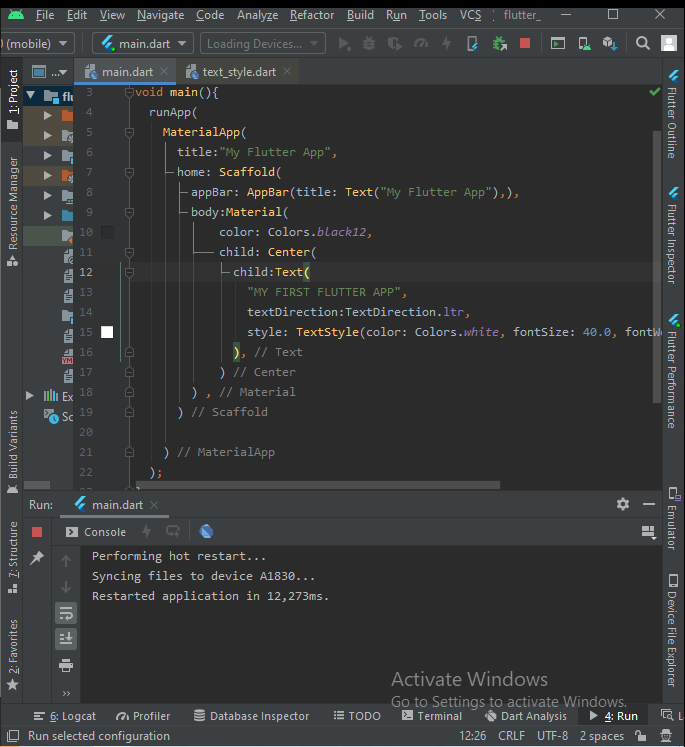 File Edit View Navigate Code Analyze Refactor Build Run Tools VCS flutter_
(mobile) main.dart Loading Devices...
main.dart text_style.dart
1: Project
Resource Manager
Build Variants
7: Structure
2: Favorites
flu
Ex
Sc
3 void main(){
4 runApp(
5 MaterialApp(
6 title:"My Flutter App",
7 home: Scaffold(
8 appBar: AppBar(title: Text("My Flutter App"),),
9 body:Material(
10 color: Colors.black12,
11 child: Center(
12 child:Text(
13 "MY FIRST FLUTTER APP",
14 textDirection:TextDirection.ltr,
15 style: TextStyle(color: Colors.white, fontSize: 40.0, fontWe
16 ), // Text
17 ) // Center
18 ) , // Material
19 ) // Scaffold
20
21 ) // MaterialApp
22 );
Flutter Outline
Flutter Inspector
Flutter Performance
Emulator
Device File Explorer
Run: main.dart
Console
Performing hot restart...
Syncing files to device A1830...
Restarted application in 12,273ms.
Activate Windows
Go to Settings to activate Windows.
6: Logcat Profiler Database Inspector TODO Terminal Dart Analysis 4: Run L
Run selected configuration 12:26 CRLF UTF-8 2 spaces